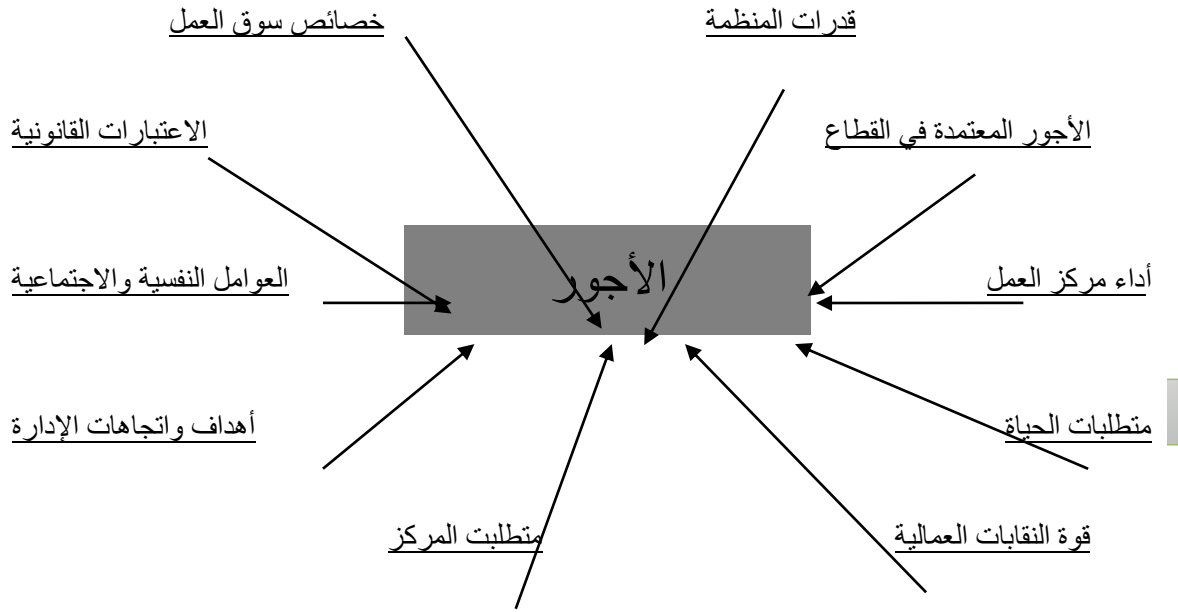 قدرات المنظمة
خصائص سوق العمل
الأجور المعتمدة في القطاع
الاعتبارات القانونية
الأجور
أداء مركز العمل
العوامل النفسية والاجتماعية
متطلبات الحياة
أهداف واتجاهات الإدارة
قوة النقابات العمالية
متطلبت المركز